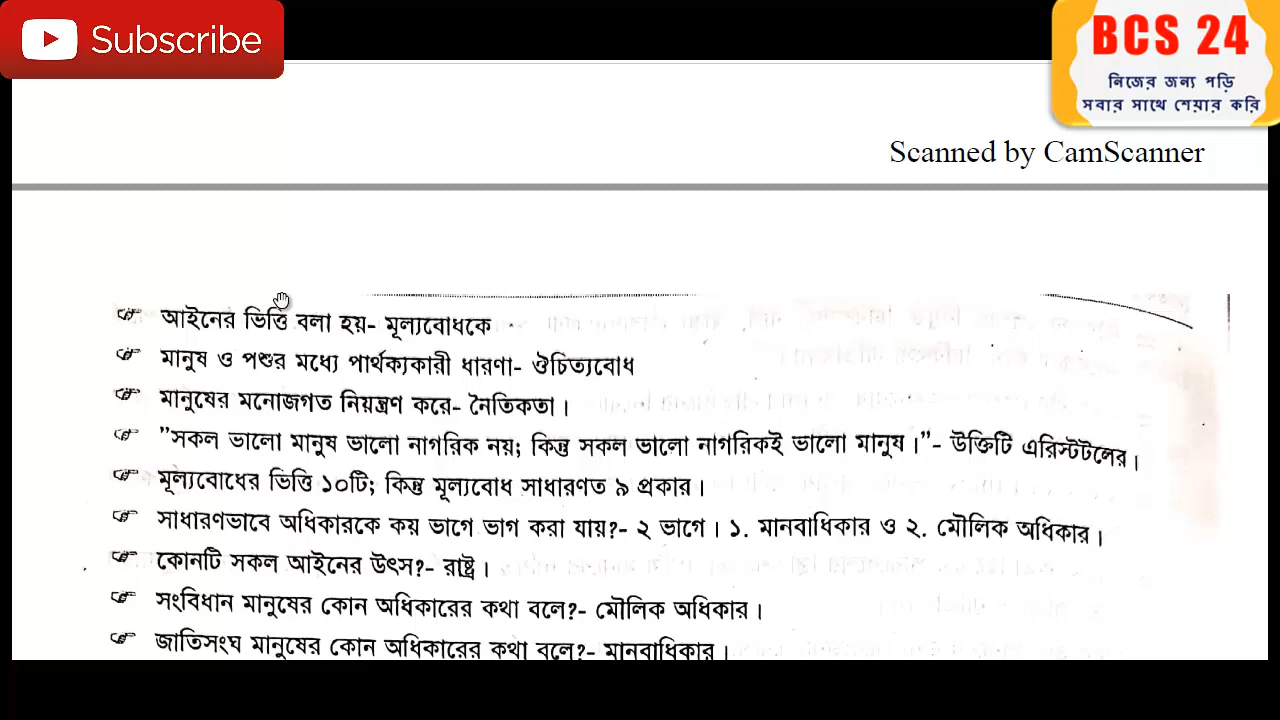 Subscribe
BCS 24
নিজের জন্য পড়ি
সবার সাথে শেয়ার করি
Scanned by CamScanner
আইনের ভিত্তি বলা হয়- মূল্যবোধকে
মানুষ ও পশুর মধ্যে পার্থক্যকারী ধারণা- ঔচিত্যবোধ
মানুষের মনোজগত নিয়ন্ত্রণ করে- নৈতিকতা।
”সকল ভালো মানুষ ভালো নাগরিক নয়; কিন্তু সকল ভালো নাগরিকই ভালো মানুষ।”- উক্তিটি এরিস্টটলের।
মূল্যবোধের ভিত্তি ১০টি; কিন্তু মূল্যবোধ সাধারণত ৯ প্রকার।
সাধারণভাবে অধিকারকে কয় ভাগে ভাগ করা যায়?- ২ ভাগে। ১. মানবাধিকার ও ২. মৌলিক অধিকার।
কোনটি সকল আইনের উৎস?- রাষ্ট্র।
সংবিধান মানুষের কোন অধিকারের কথা বলে?- মৌলিক অধিকার।
জাতিসংঘ মানুষের কোন অধিকারের কথা বলে?- মানবাধিকার।